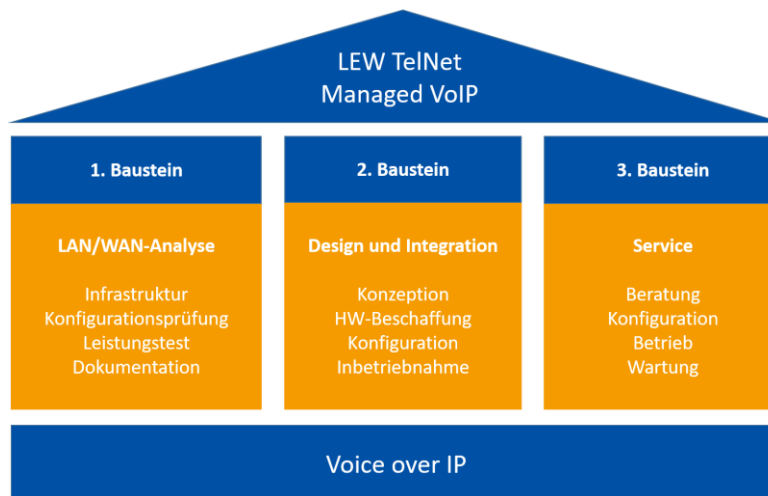 LEW TelNet
Managed VoIP
1. Baustein
LAN/WAN-Analyse
Infrastruktur
Konfigurationsprüfung
Leistungstest
Dokumentation
2. Baustein
Design und Integration
Konzeption
HW-Beschaffung
Konfiguration
Inbetriebnahme
3. Baustein
Service
Beratung
Konfiguration
Betrieb
Wartung
Voice over IP